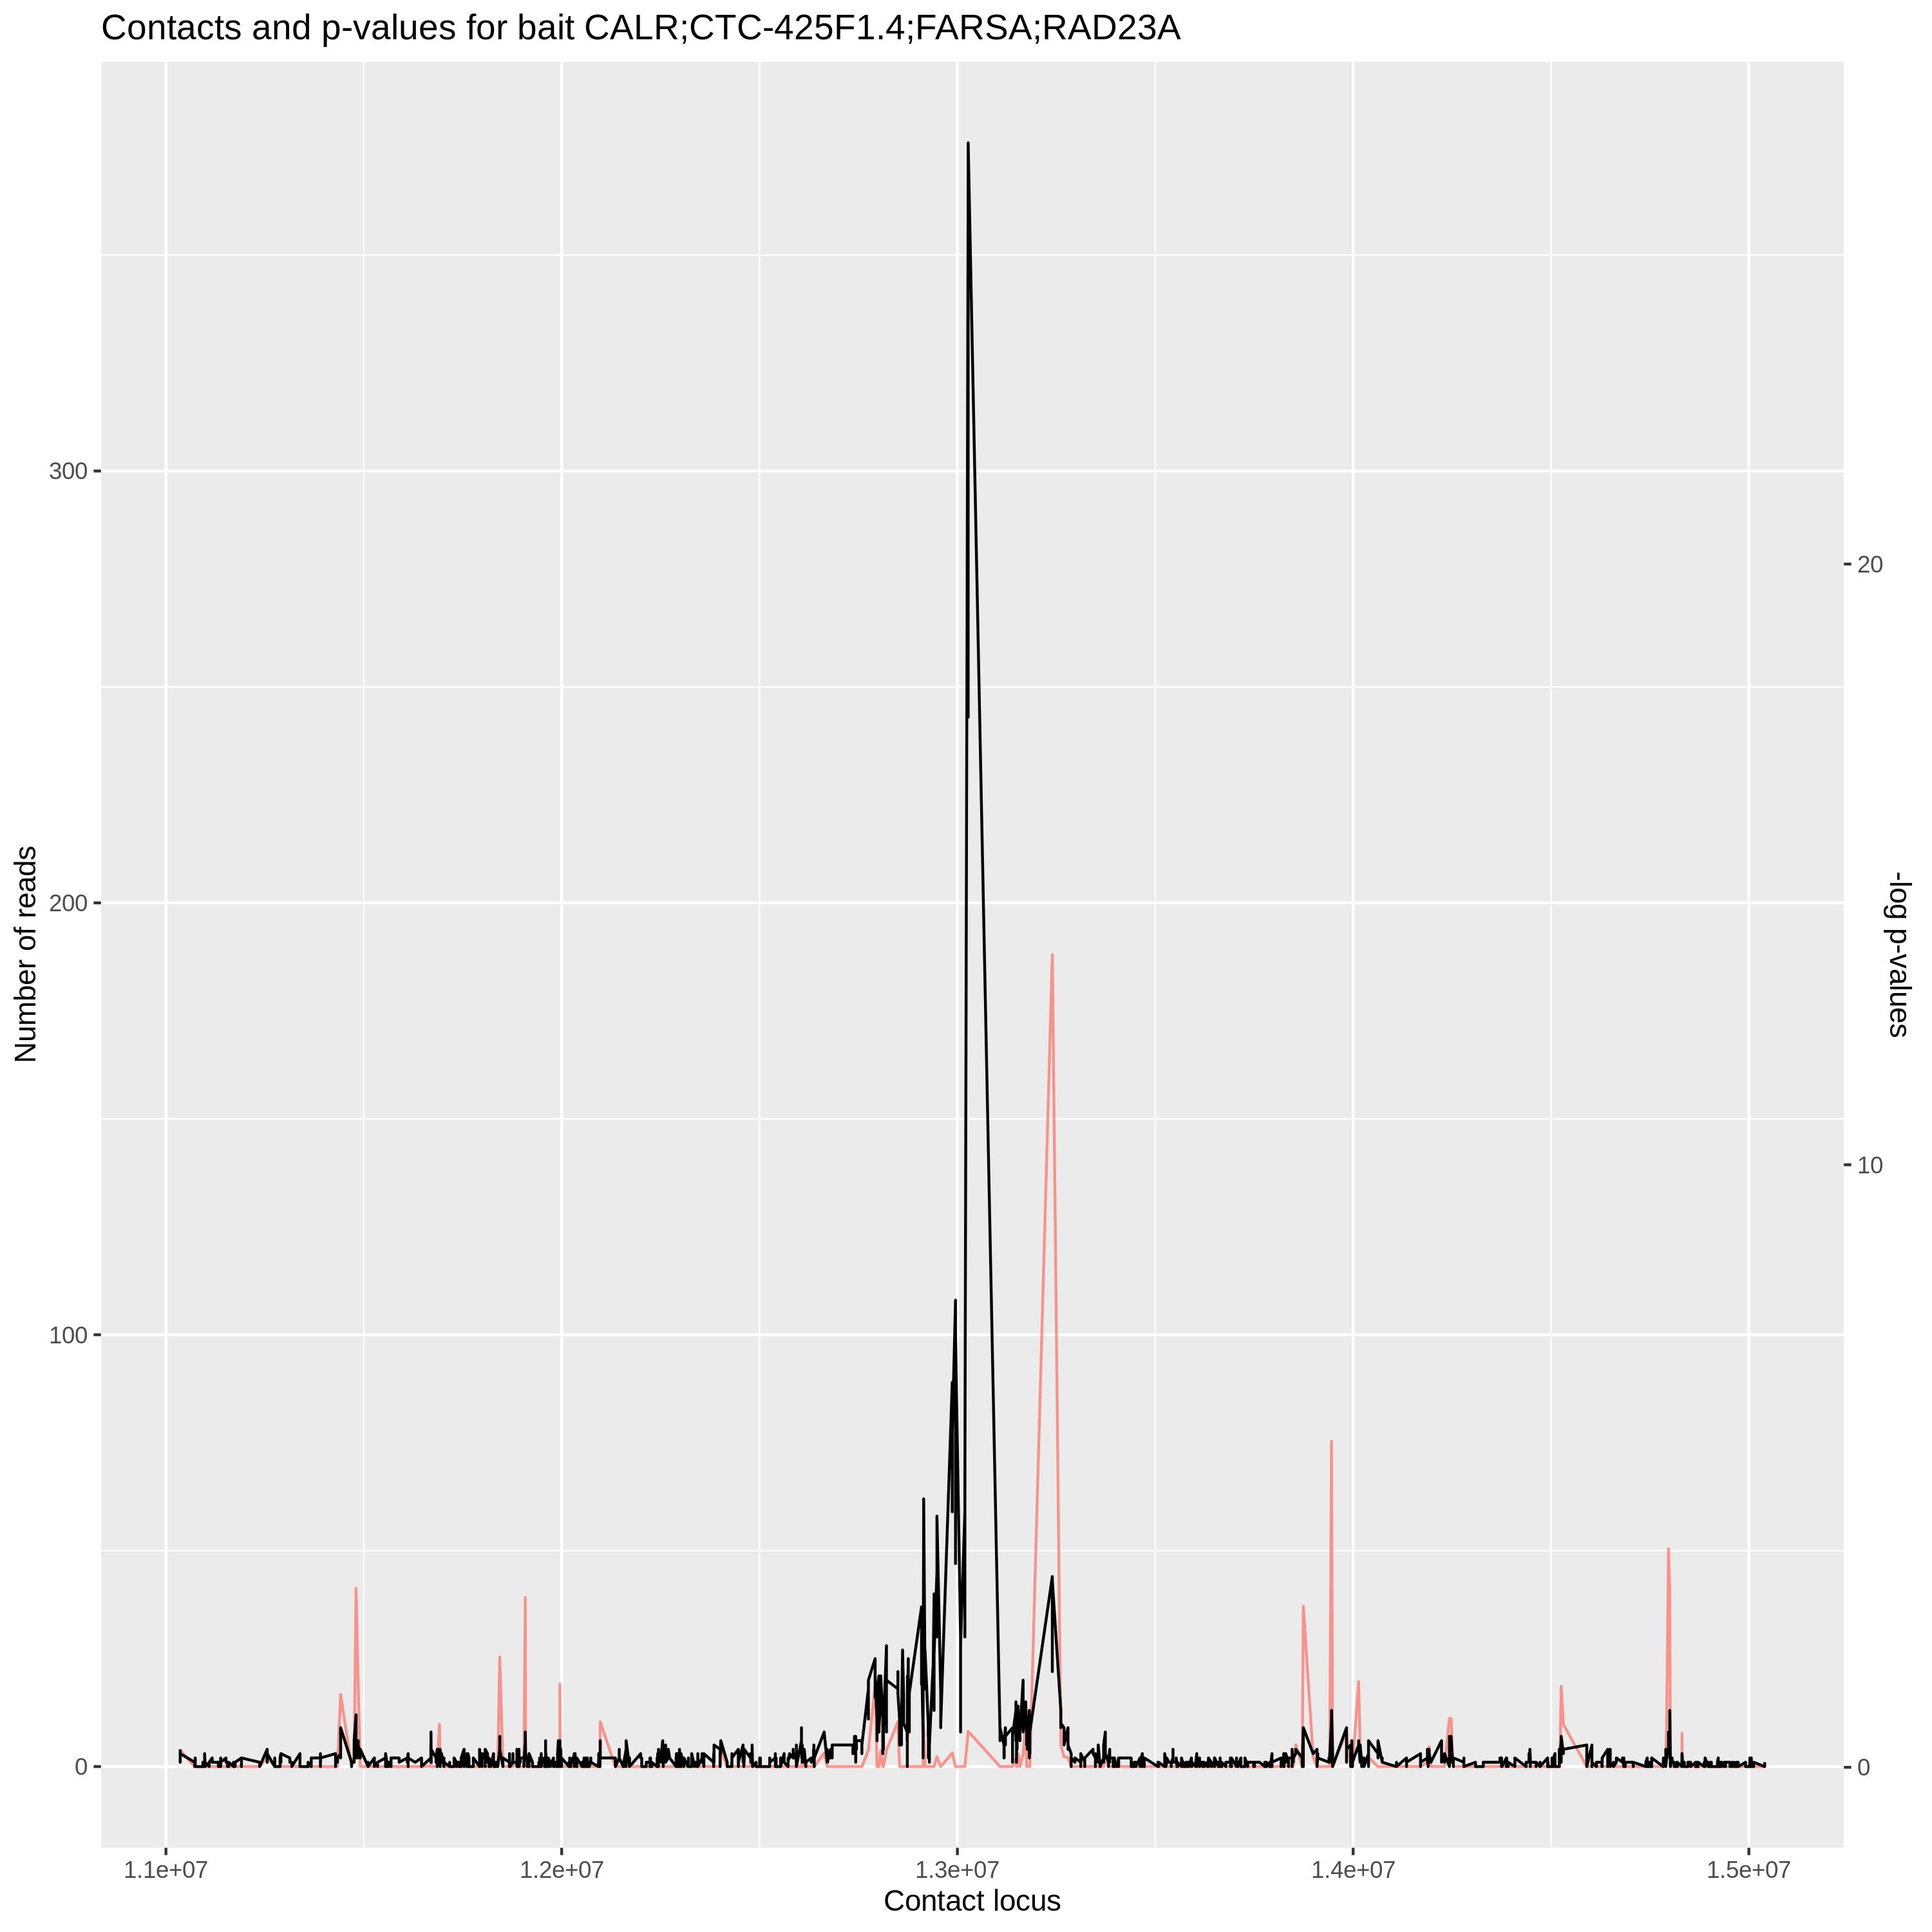 Contacts and p-values for bait CALR;CTC-425F1.4;FARSA;RAD23A
Number of reads
300
200
100
0
20
10
0
-log p-values
1.1e+07 1.2e+07 1.3e+07 1.4e+07 1.5e+07
Contact locus